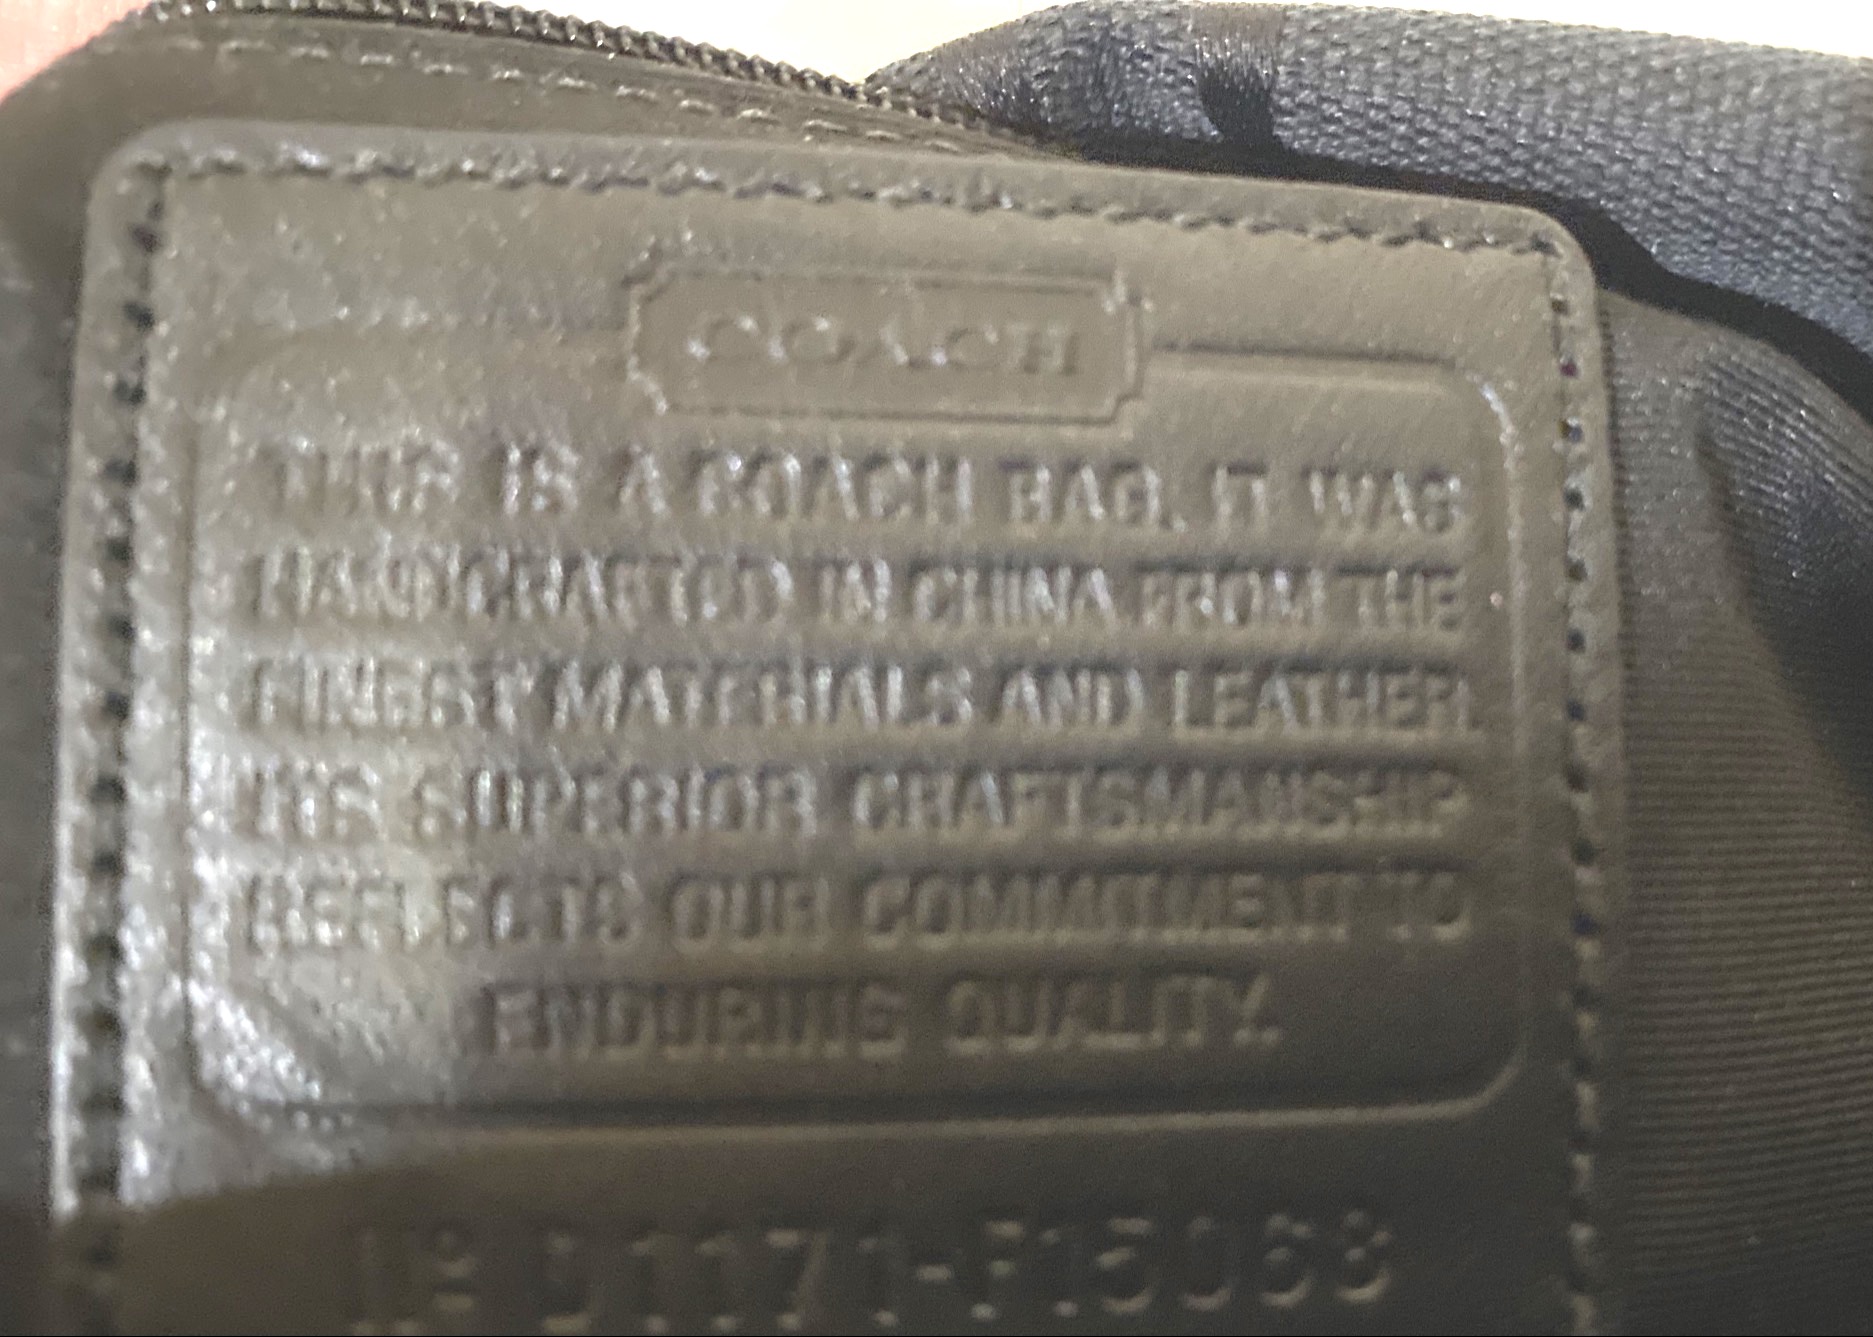 COACH
THIS IS A COACH BAG. IT WAS
HANDCRAFTED IN CHINA FROM THE
FINEST MATERIALS AND LEATHER.
ITS SUPERIOR CRAFTSMANSHIP
REFLECTS OUR COMMITMENT TO
ENDURING QUALITY.